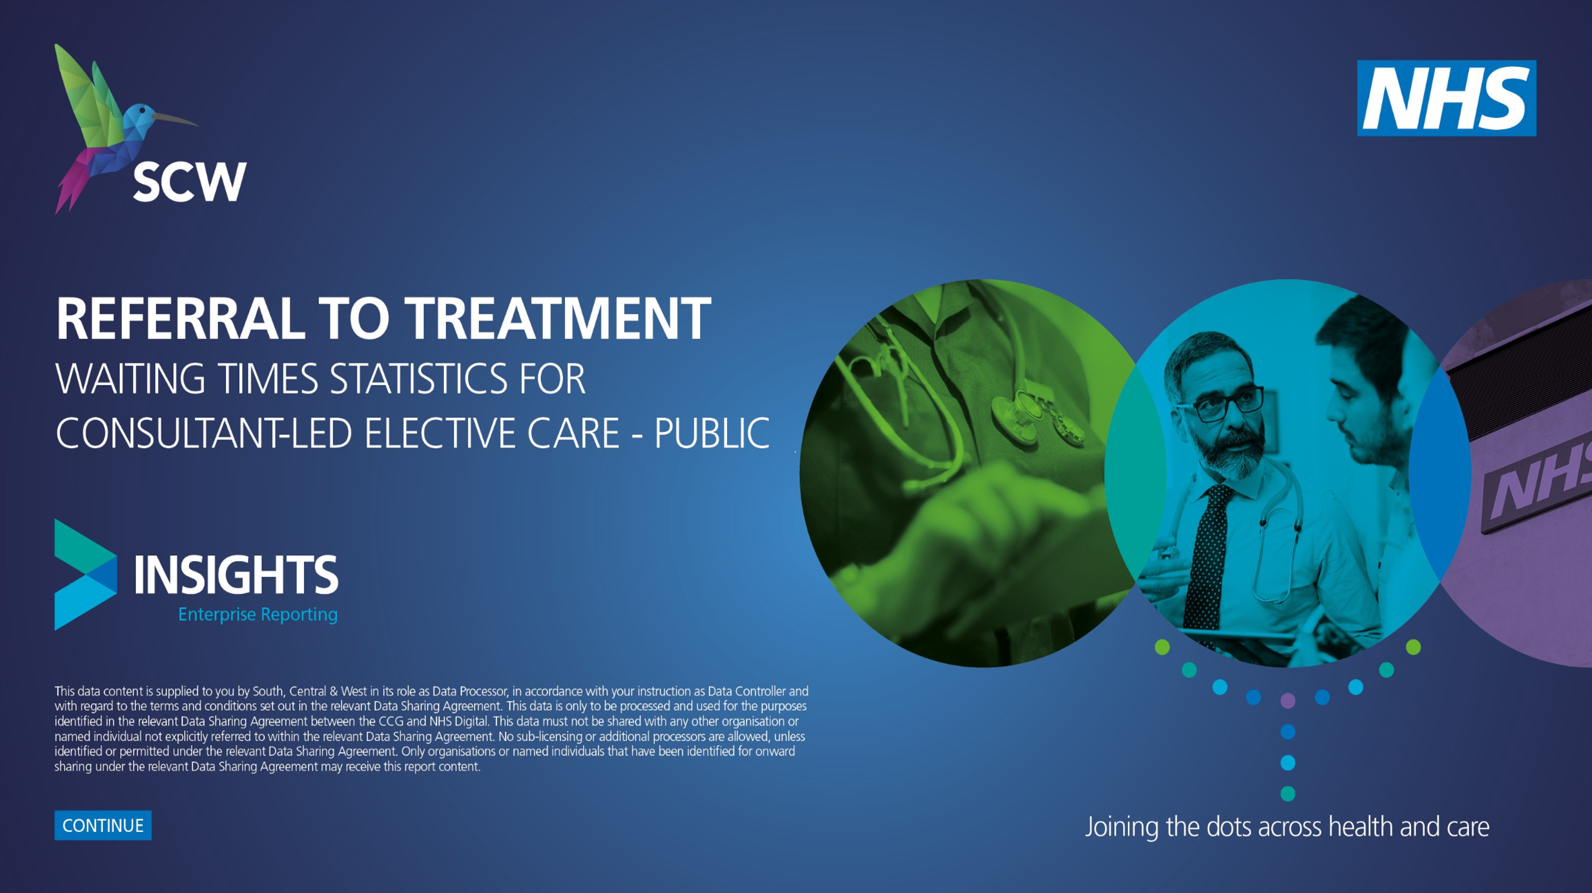 SCW
NHS
REFERRAL TO TREATMENT
WAITING TIMES STATISTICS FOR
CONSULTANT-LED ELECTIVE CARE - PUBLIC
NHS
INSIGHTS
Enterprise Reporting
This data content is supplied to you by South, Central & West in its role as Data Processor, in accordance with your instruction as Data Controller and
with regard to the terms and conditions set out in the relevant Data Sharing Agreement. This data is only to be processed and used for the purposes
identified in the relevant Data Sharing Agreement between the CCG and NHS Digital. This data must not be shared with any other organisation or
named individual not explicitly referred to within the relevant Data Sharing Agreement. No sub-licensing or additional processors are allowed, unless
identified or permitted under the relevant Data Sharing Agreement. Only organisations or named individuals that have been identified for onward
sharing under the relevant Data Sharing Agreement may receive this report content.
CONTINUE
Joining the dots across health and care